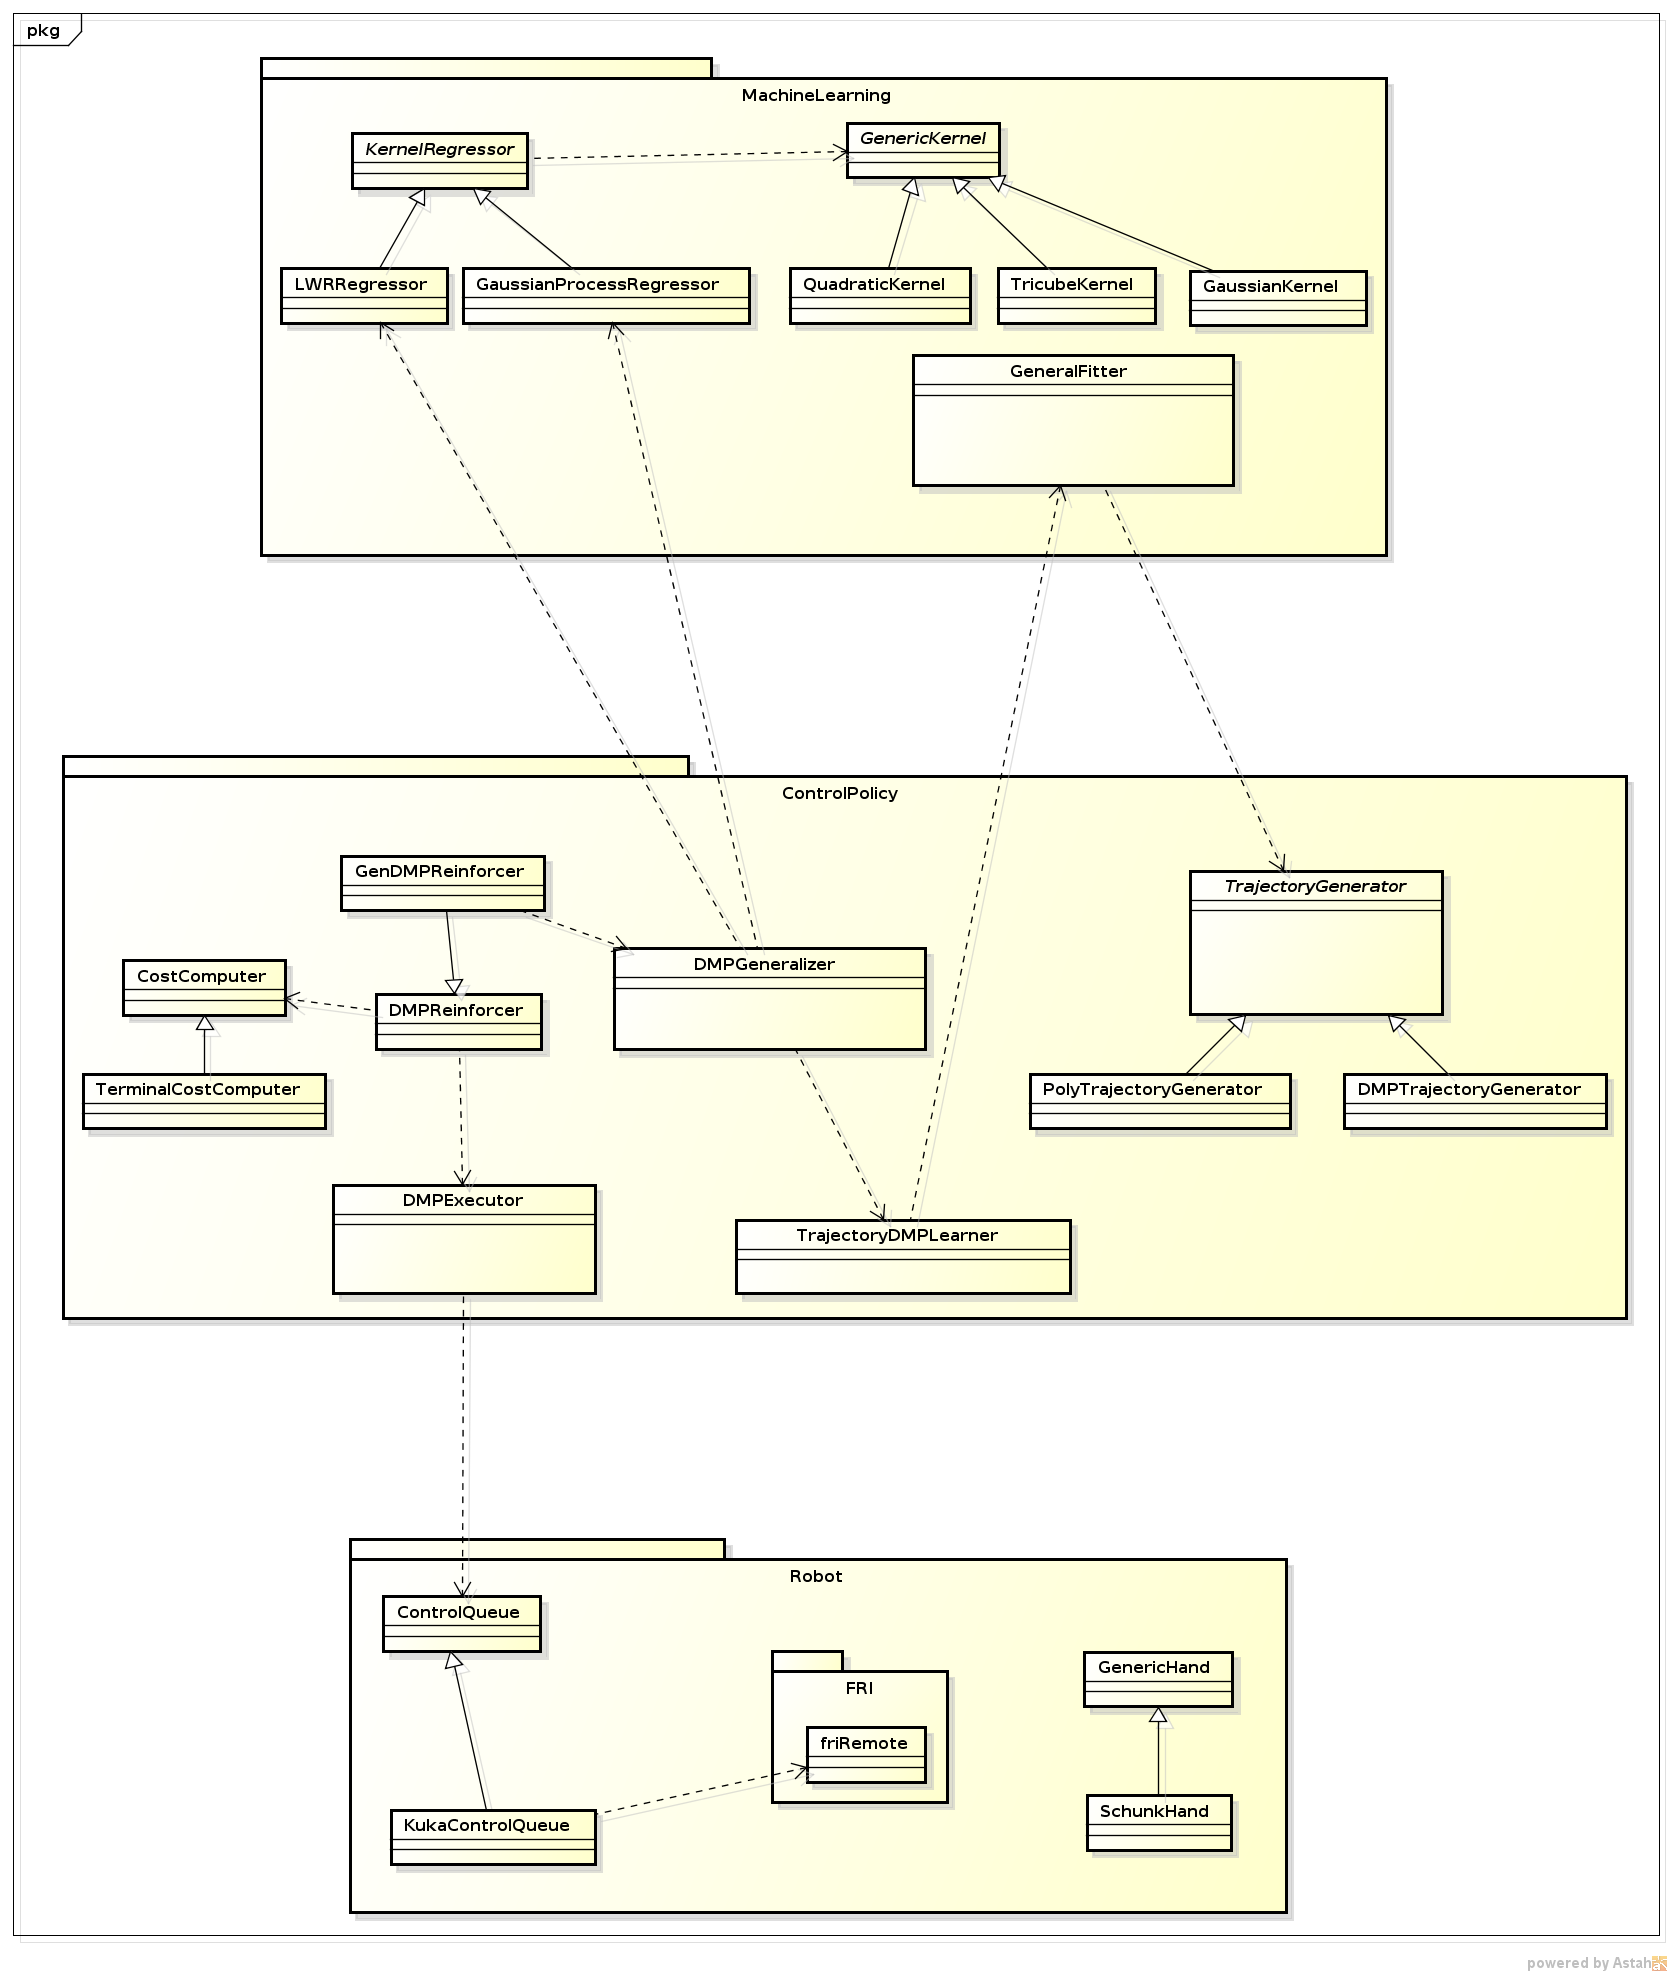 pkg
MachineLearning
KernelRegressor
GenericKernel
LWRRegressor
GaussianProcessRegressor
QuadraticKernel
TricubeKernel
GaussianKernel
GeneralFitter
ControlPolicy
GenDMPReinforcer
TrajectoryGenerator
DMPGeneralizer
CostComputer
DMPReinforcer
TerminalCostComputer
PolyTrajectoryGenerator
DMPTrajectoryGenerator
DMPExecutor
TrajectoryDMPLearner
Robot
ControlQueue
GenericHand
FRI
friRemote
SchunkHand
KukaControlQueue
powered by Astah